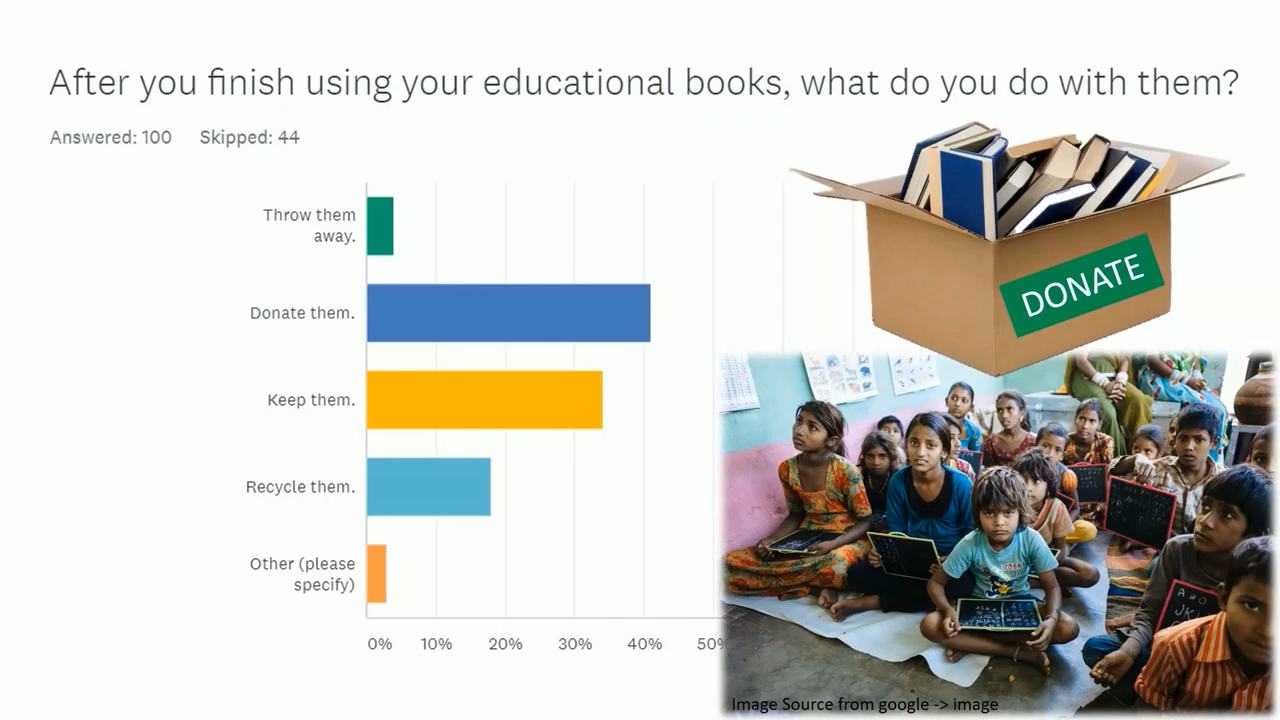 After you finish using your educational books, what do you do with them?
Answered: 100 Skipped: 44
Throw them
away.
Donate them.
Keep them.
Recycle them.
Other (please
specify)
0% 10% 20% 30% 40% 50%
DONATE
Image Source from google -> image